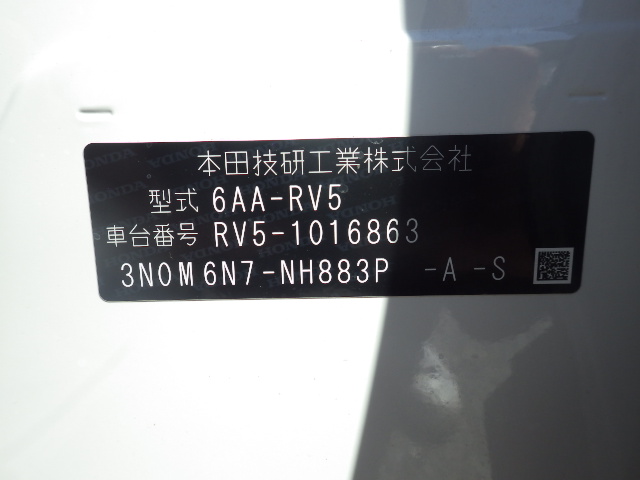 本田技研工業株式会社
型式 6AA-RV5
車台番号 RV5-1016863
3N0M6N7-NH883P -A -S